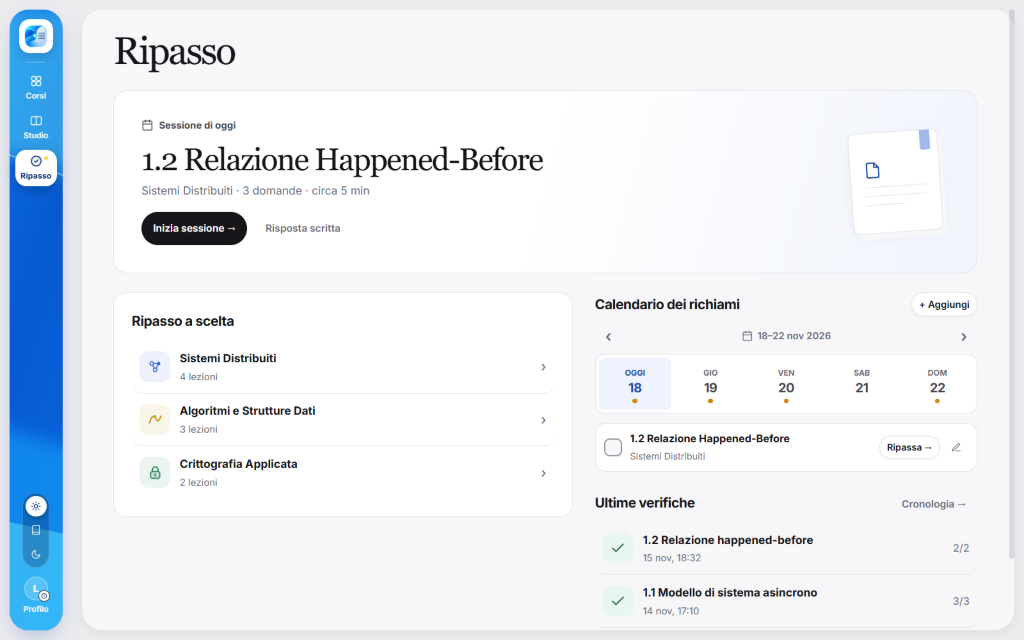 Corsi
Studio
Ripasso
L
Profilo
Ripasso
Sessione di oggi
1.2 Relazione Happened-Before
Sistemi Distribuiti · 3 domande · circa 5 min
Inizia sessione →
Risposta scritta
Ripasso a scelta
Sistemi Distribuiti
4 lezioni
Algoritmi e Strutture Dati
3 lezioni
Crittografia Applicata
2 lezioni
Calendario dei richiami
+ Aggiungi
18–22 nov 2026
OGGI GIO VEN SAB DOM
18 19 20 21 22
1.2 Relazione Happened-Before
Sistemi Distribuiti
Ripassa →
Ultime verifiche
Cronologia →
1.2 Relazione happened-before
15 nov, 18:32
2/2
1.1 Modello di sistema asincrono
14 nov, 17:10
3/3